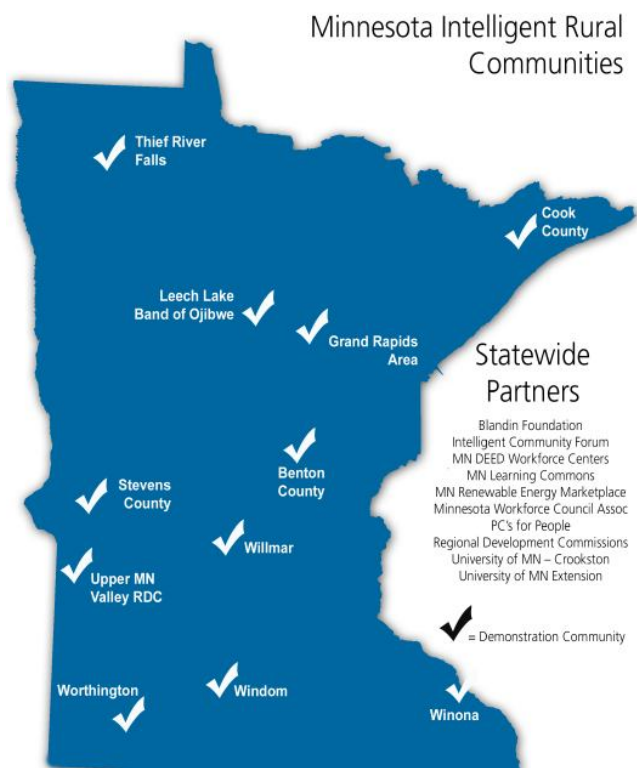 Minnesota Intelligent Rural
Communities
Thief River
Falls
Cook
County
Leech Lake
Band of Ojibwe
Grand Rapids
Area
Statewide
Partners
Blandin Foundation
Intelligent Community Forum
MN DEED Workforce Centers
MN Learning Commons
MN Renewable Energy Marketplace
Minnesota Workforce Council Assoc
PC's for People
Regional Development Commissions
University of MN – Crookston
University of MN Extension
Benton
County
Stevens
County
Willmar
Upper MN
Valley RDC
= Demonstration Community
Worthington
Windom
Winona